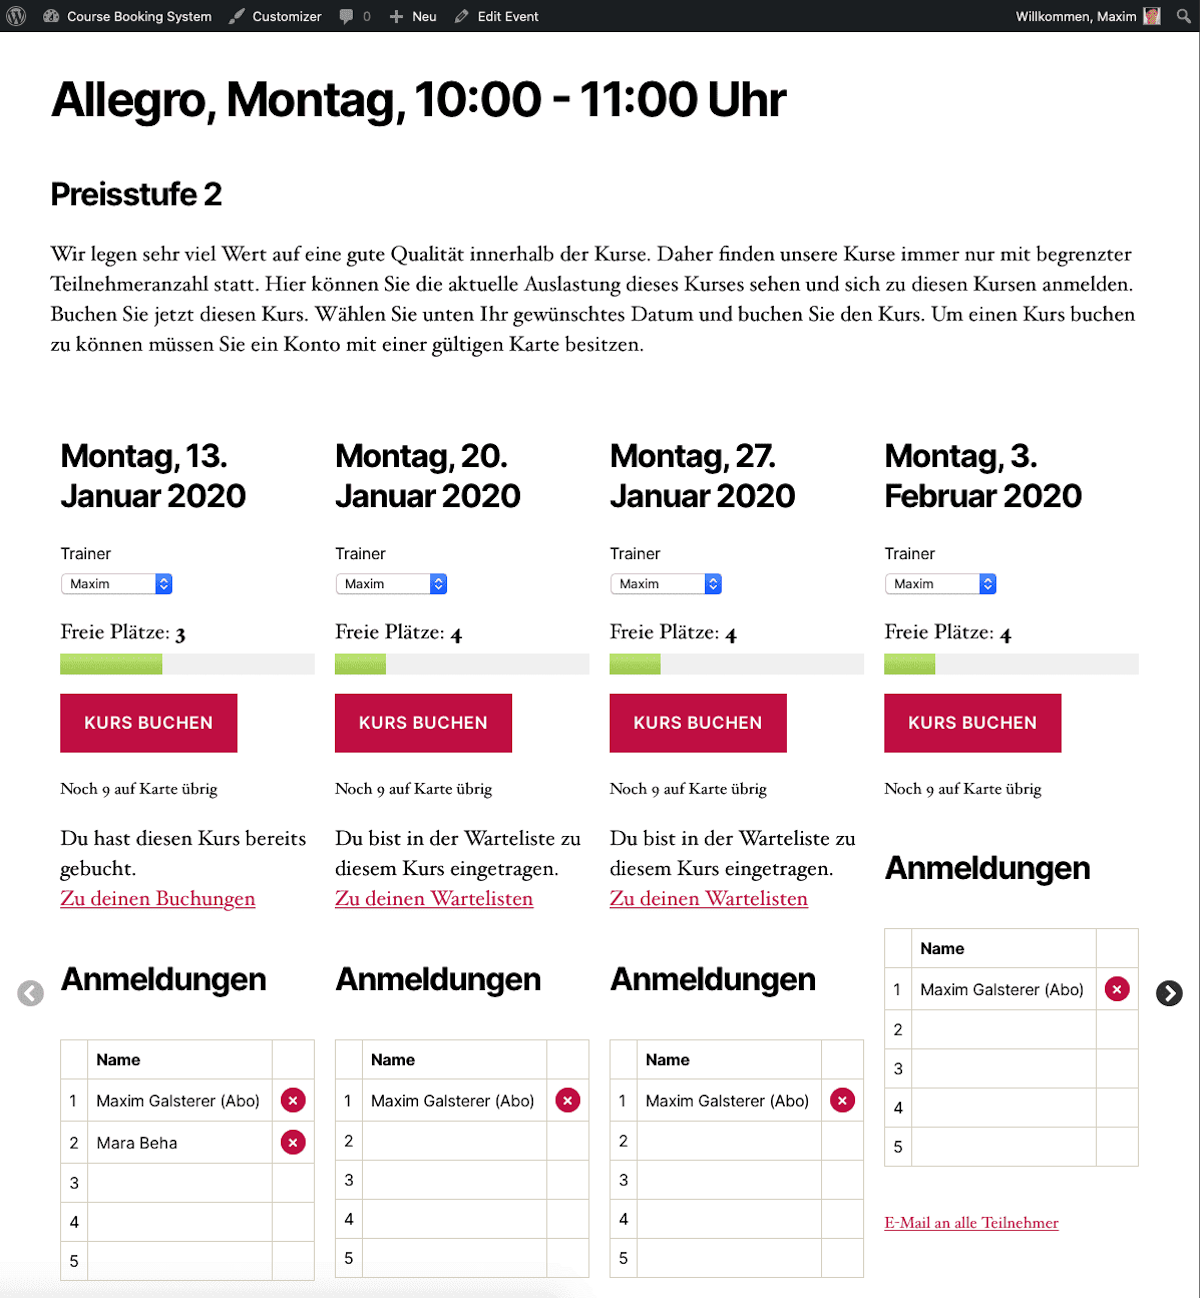 Course Booking System Customizer 0 Neu Edit Event Willkommen, Maxim
Allegro, Montag, 10:00 - 11:00 Uhr
Preisstufe 2
Wir legen sehr viel Wert auf eine gute Qualität innerhalb der Kurse. Daher finden unsere Kurse immer nur mit begrenzter
Teilnehmeranzahl statt. Hier können Sie die aktuelle Auslastung dieses Kurses sehen und sich zu diesen Kursen anmelden.
Buchen Sie jetzt diesen Kurs. Wählen Sie unten Ihr gewünschtes Datum und buchen Sie den Kurs. Um einen Kurs buchen
zu können müssen Sie ein Konto mit einer gültigen Karte besitzen.
Montag, 13.
Januar 2020
Trainer
Maxim
Freie Plätze: 3
KURS BUCHEN
Noch 9 auf Karte übrig
Du hast diesen Kurs bereits
gebucht.
Zu deinen Buchungen
Anmeldungen
Name
1 Maxim Galsterer (Abo)
2 Mara Beha
3
4
5
Montag, 20.
Januar 2020
Trainer
Maxim
Freie Plätze: 4
KURS BUCHEN
Noch 9 auf Karte übrig
Du bist in der Warteliste zu
diesem Kurs eingetragen.
Zu deinen Wartelisten
Anmeldungen
Name
1 Maxim Galsterer (Abo)
2
3
4
5
Montag, 27.
Januar 2020
Trainer
Maxim
Freie Plätze: 4
KURS BUCHEN
Noch 9 auf Karte übrig
Du bist in der Warteliste zu
diesem Kurs eingetragen.
Zu deinen Wartelisten
Anmeldungen
Name
1 Maxim Galsterer (Abo)
2
3
4
5
Montag, 3.
Februar 2020
Trainer
Maxim
Freie Plätze: 4
KURS BUCHEN
Noch 9 auf Karte übrig
Anmeldungen
Name
1 Maxim Galsterer (Abo)
2
3
4
5
E-Mail an alle Teilnehmer